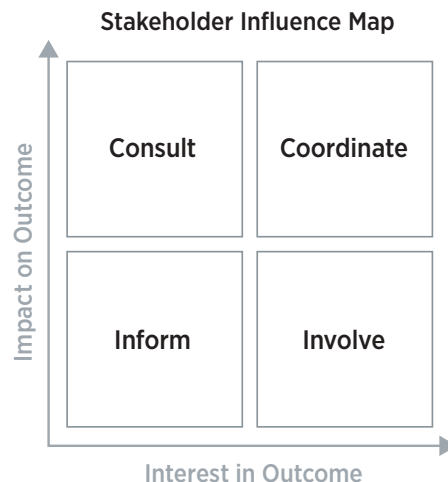 Stakeholder Influence Map
Impact on Outcome
Consult
Coordinate
Inform
Involve
Interest in Outcome